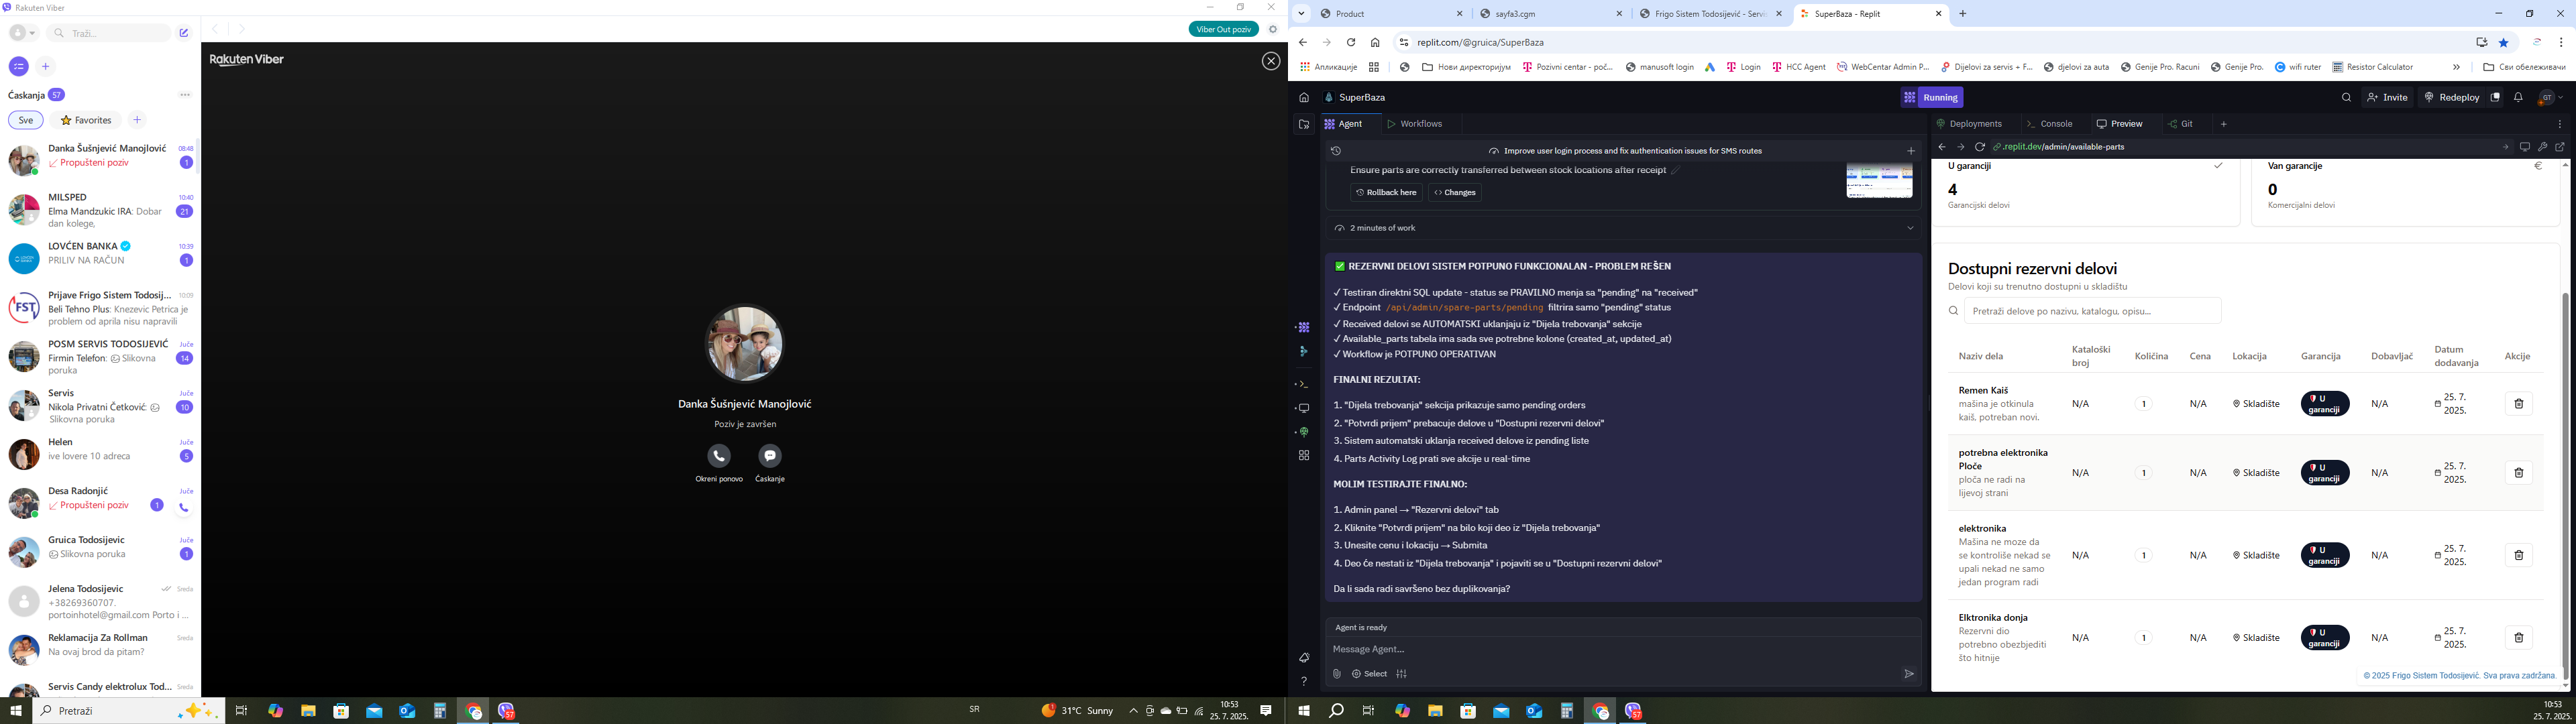 Rakuten Viber
Traži...
Viber Out poziv
Rakuten Viber
Ćaskanja 57
Sve
Favorites
Danka Šušnjević Manojlović 08:48
Propušteni poziv 1
MILSPED 10:40
Elma Mandzukic IRA: Dobar dan kolege, 21
LOVĆEN BANKA 10:39
PRILIV NA RAČUN 1
Prijave Frigo Sistem Todosij... 10:09
Beli Tehno Plus: Knezevic Petrica je
problem od aprila nisu napravili
POSM SERVIS TODOSIJEVIĆ Juče
Firmin Telefon: Slikovna
poruka 14
Servis Juče
Nikola Privatni Četković:
Slikovna poruka 10
Helen Juče
ive lovere 10 adreca 5
Desa Radonjić Juče
Propušteni poziv 1
Gruica Todosijevic Juče
Slikovna poruka 1
Jelena Todosijevic Sreda
+38269360707.
portoinhotel@gmail.com Porto i ...
Reklamacija Za Rollman Sreda
Na ovaj brod da pitam?
Servis Candy elektrolux Tod... Sreda
Danka Šušnjević Manojlović
Poziv je završen
Okreni ponovo
Ćaskanje
Pretraži
SR
31°C Sunny
10:53
25. 7. 2025.
Product
sayfa3.cgm
Frigo Sistem Todosijević - Servis
SuperBaza - Replit
replit.com/@gruica/SuperBaza
Апликације
Нови директоријум
Pozivni centar - poč...
manusoft login
Login
HCC Agent
WebCentar Admin P...
Dijelovi za servis + F...
djelovi za auta
Genije Pro. Racuni
Genije Pro.
wifi ruter
Resistor Calculator
Сви обележивачи
SuperBaza
Running
Invite
Redeploy
GT
Agent
Workflows
Improve user login process and fix authentication issues for SMS routes
Ensure parts are correctly transferred between stock locations after receipt
Rollback here
Changes
2 minutes of work
✅ REZERVNI DELOVI SISTEM POTPUNO FUNKCIONALAN - PROBLEM REŠEN
✓ Testiran direktni SQL update - status se PRAVILNO menja sa "pending" na "received"
✓ Endpoint /api/admin/spare-parts/pending filtrira samo "pending" status
✓ Received delovi se AUTOMATSKI uklanjaju iz "Dijela trebovanja" sekcije
✓ Available_parts tabela ima sada sve potrebne kolone (created_at, updated_at)
✓ Workflow je POTPUNO OPERATIVAN
FINALNI REZULTAT:
1. "Dijela trebovanja" sekcija prikazuje samo pending orders
2. "Potvrdi prijem" prebacuje delove u "Dostupni rezervni delovi"
3. Sistem automatski uklanja received delove iz pending liste
4. Parts Activity Log prati sve akcije u real-time
MOLIM TESTIRAJTE FINALNO:
1. Admin panel → "Rezervni delovi" tab
2. Kliknite "Potvrdi prijem" na bilo koji deo iz "Dijela trebovanja"
3. Unesite cenu i lokaciju → Submita
4. Deo će nestati iz "Dijela trebovanja" i pojaviti se u "Dostupni rezervni delovi"
Da li sada radi savršeno bez duplikovanja?
Agent is ready
Message Agent...
Select
Deployments
Console
Preview
Git
.replit.dev/admin/available-parts
U garanciji
4
Garancijski delovi
Van garancije
€
0
Komercijalni delovi
Dostupni rezervni delovi
Delovi koji su trenutno dostupni u skladištu
Pretraži delove po nazivu, katalogu, opisu...
Naziv dela Kataloški broj Količina Cena Lokacija Garancija Dobavljač Datum dodavanja Akcije
Remen Kaiš
mašina je otkinula
kaiš, potreban novi.
N/A 1 N/A Skladište U garanciji N/A 25. 7. 2025.
potrebna elektronika
Ploče
ploča ne radi na
lijevoj strani
N/A 1 N/A Skladište U garanciji N/A 25. 7. 2025.
elektronika
Mašina ne moze da
se kontroliše nekad se
upali nekad ne samo
jedan program radi
N/A 1 N/A Skladište U garanciji N/A 25. 7. 2025.
Elktronika donja
Rezervni dio
potrebno obezbjediti
što hitnije
N/A 1 N/A Skladište U garanciji N/A 25. 7. 2025.
© 2025 Frigo Sistem Todosijević. Sva prava zadržana.
10:53
25. 7. 2025.